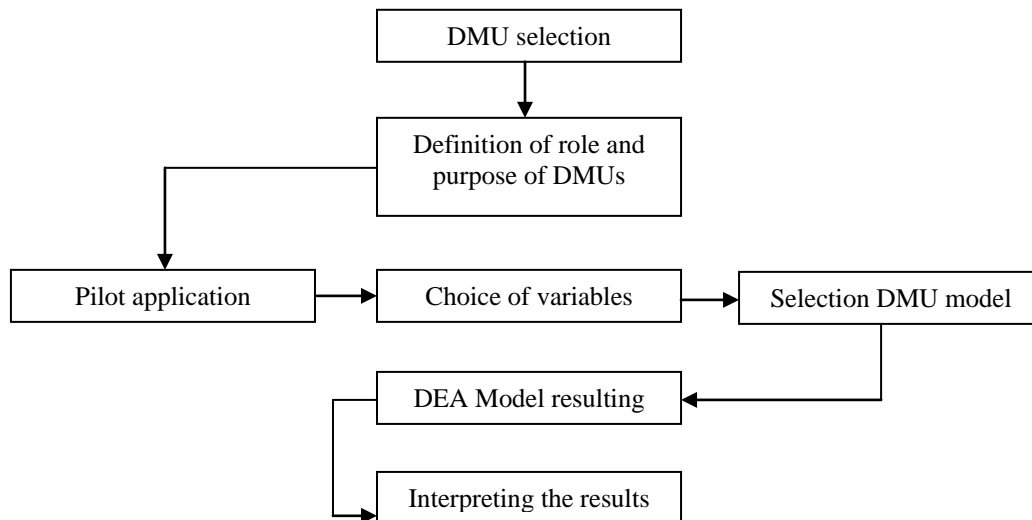 DMU selection
Definition of role and
purpose of DMUs
Pilot application
Choice of variables
Selection DMU model
DEA Model resulting
Interpreting the results